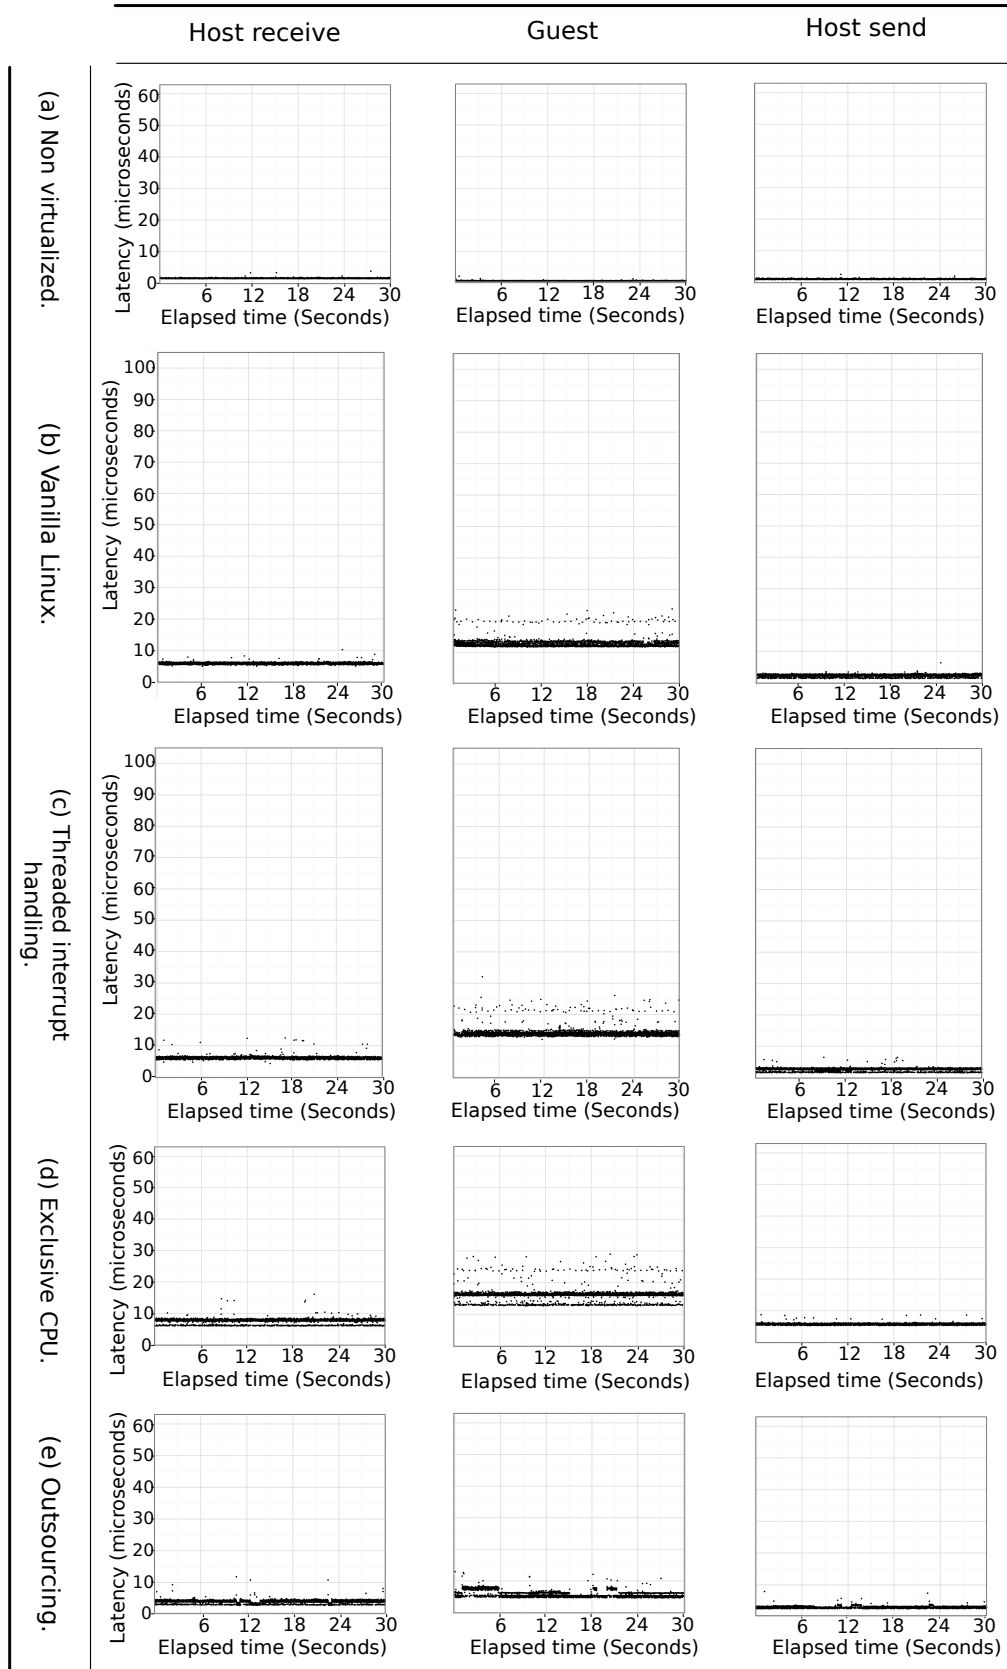 Host receive Guest Host send
(a) Non virtualized.
Latency (microseconds)
60
50
40
30
20
10
0
6 12 18 24 30 6 12 18 24 30 6 12 18 24 30
Elapsed time (Seconds) Elapsed time (Seconds) Elapsed time (Seconds)
(b) Vanilla Linux.
Latency (microseconds)
100
90
80
70
60
50
40
30
20
10
0
6 12 18 24 30 6 12 18 24 30 6 12 18 24 30
Elapsed time (Seconds) Elapsed time (Seconds) Elapsed time (Seconds)
(c) Threaded interrupt
handling.
Latency (microseconds)
100
90
80
70
60
50
40
30
20
10
0
6 12 18 24 30 6 12 18 24 30 6 12 18 24 30
Elapsed time (Seconds) Elapsed time (Seconds) Elapsed time (Seconds)
(d) Exclusive CPU.
Latency (microseconds)
60
50
40
30
20
10
0
6 12 18 24 30 6 12 18 24 30 6 12 18 24 30
Elapsed time (Seconds) Elapsed time (Seconds) Elapsed time (Seconds)
(e) Outsourcing.
Latency (microseconds)
60
50
40
30
20
10
0
6 12 18 24 30 6 12 18 24 30 6 12 18 24 30
Elapsed time (Seconds) Elapsed time (Seconds) Elapsed time (Seconds)